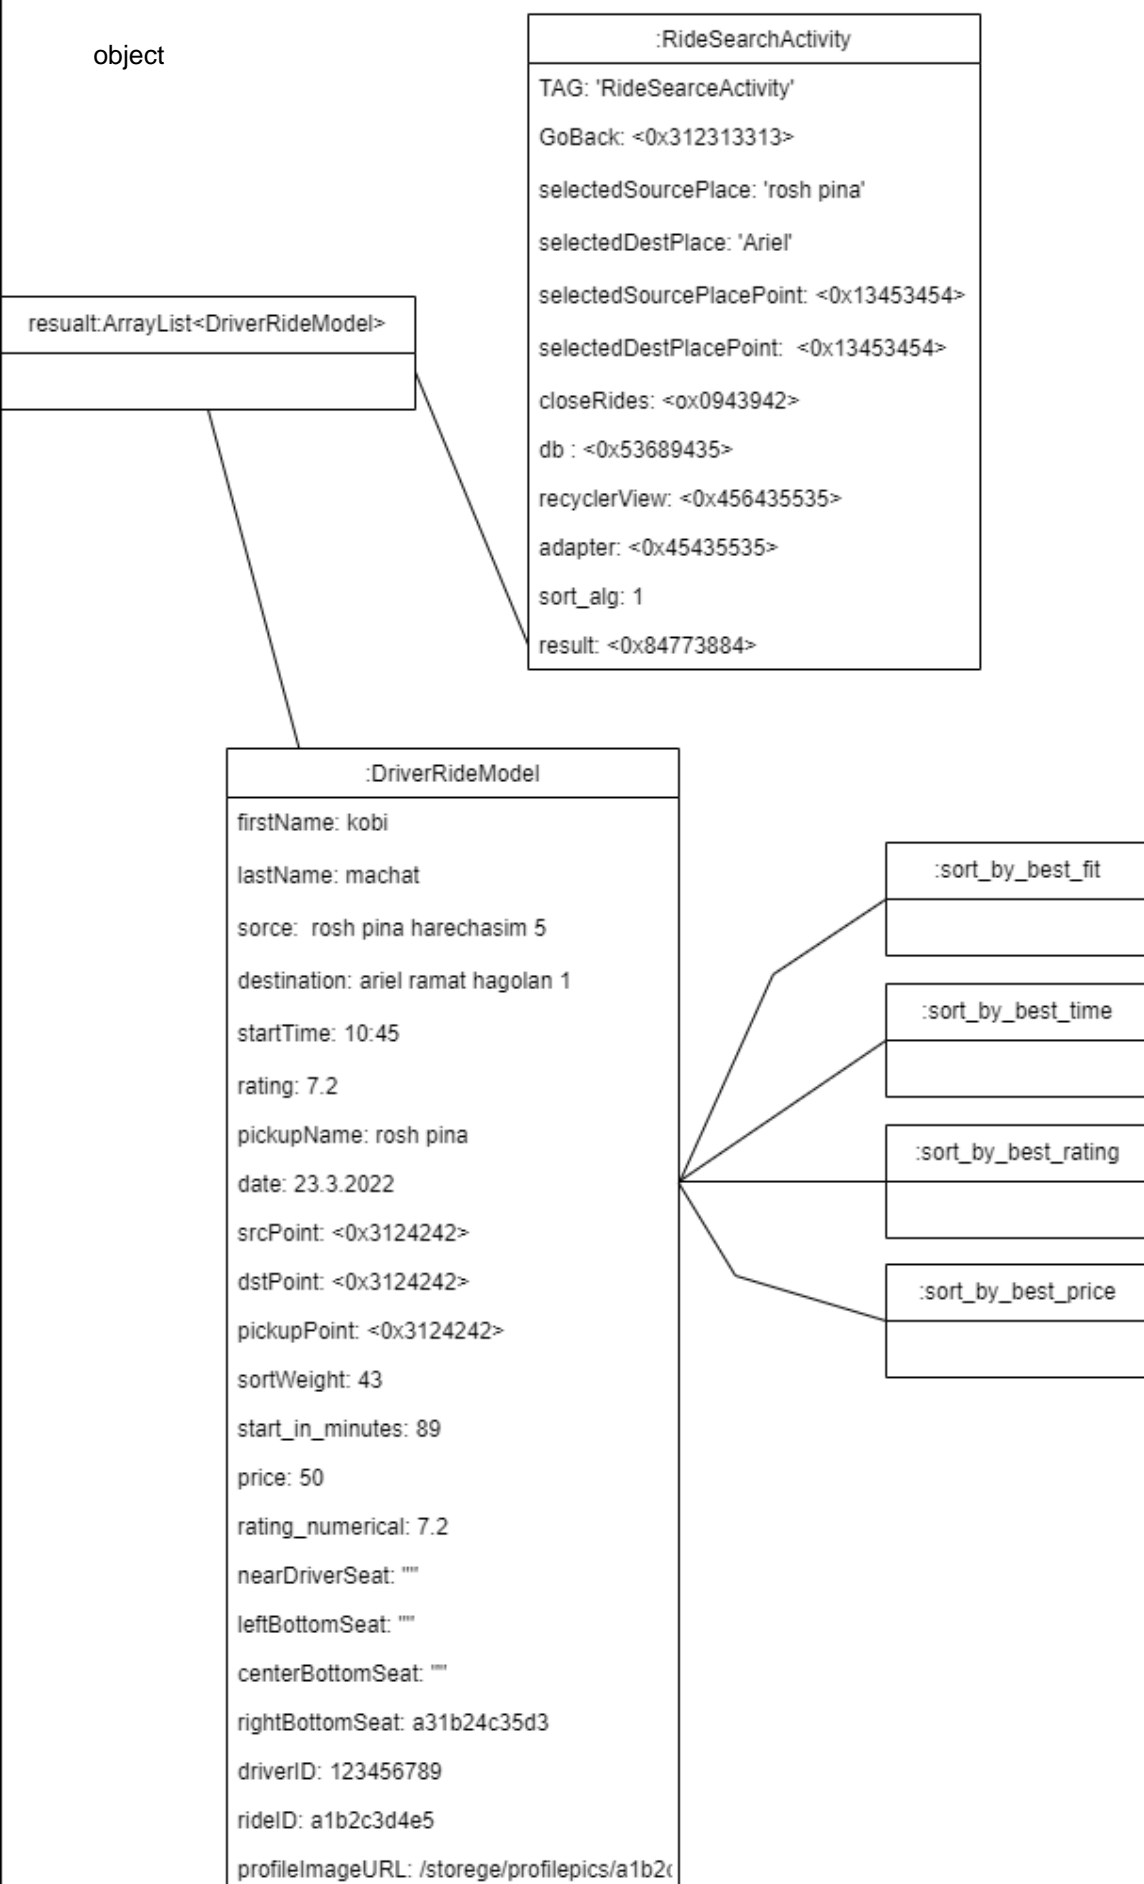 object
:RideSearchActivity
TAG: 'RideSearceActivity'
GoBack: <0x312313313>
selectedSourcePlace: 'rosh pina'
selectedDestPlace: 'Ariel'
selectedSourcePlacePoint: <0x13453454>
selectedDestPlacePoint: <0x13453454>
closeRides: <ox0943942>
db : <0x53689435>
recyclerView: <0x456435535>
adapter: <0x45435535>
sort_alg: 1
result: <0x84773884>
resualt:ArrayList<DriverRideModel>
:DriverRideModel
firstName: kobi
lastName: machat
sorce: rosh pina harechasim 5
destination: ariel ramat hagolan 1
startTime: 10:45
rating: 7.2
pickupName: rosh pina
date: 23.3.2022
srcPoint: <0x3124242>
dstPoint: <0x3124242>
pickupPoint: <0x3124242>
sortWeight: 43
start_in_minutes: 89
price: 50
rating_numerical: 7.2
nearDriverSeat: ""
leftBottomSeat: ""
centerBottomSeat: ""
rightBottomSeat: a31b24c35d3
driverID: 123456789
rideID: a1b2c3d4e5
profileImageURL: /storege/profilepics/a1b2c
:sort_by_best_fit
:sort_by_best_time
:sort_by_best_rating
:sort_by_best_price